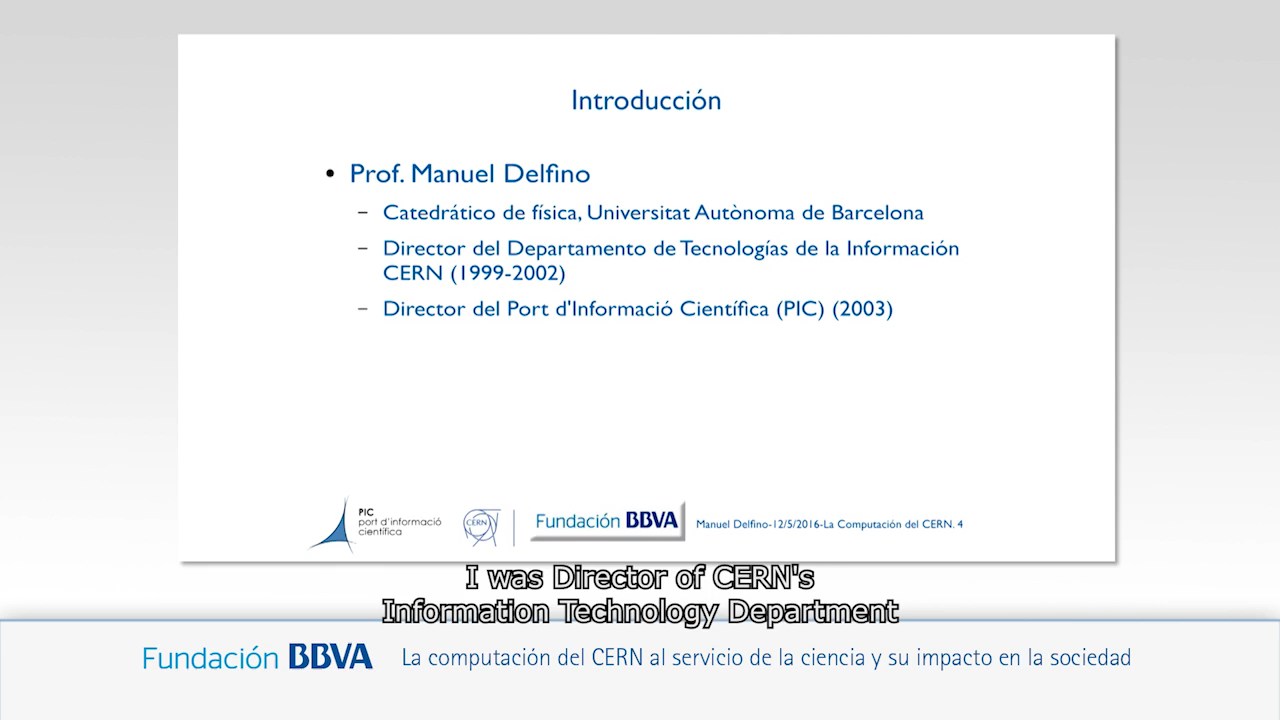 Introducción
• Prof. Manuel Delfino
– Catedrático de física, Universitat Autònoma de Barcelona
– Director del Departamento de Tecnologías de la Información
CERN (1999-2002)
– Director del Port d'Informació Científica (PIC) (2003)
PIC
port d'informació
científica
CERN
Fundación BBVA
Manuel Delfino-12/5/2016-La Computación del CERN. 4
I was Director of CERN's
Information Technology Department
Fundación BBVA
La computación del CERN al servicio de la ciencia y su impacto en la sociedad